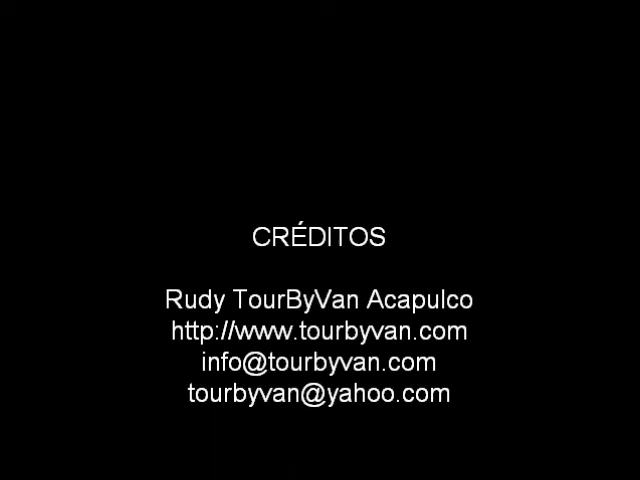 CRÉDITOS
Rudy TourByVan Acapulco
http://www.tourbyvan.com
info@tourbyvan.com
tourbyvan@yahoo.com